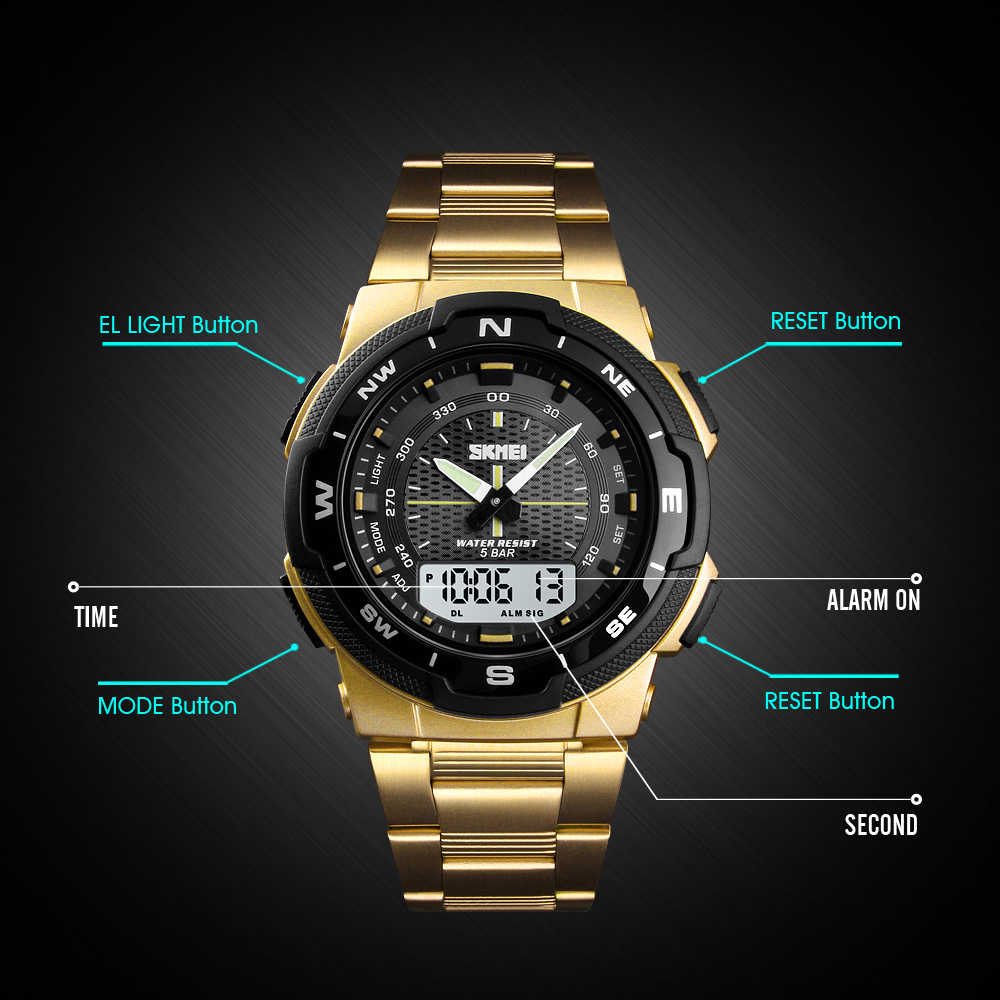 EL LIGHT Button
RESET Button
N
NW
NE
00
330
30
300
60
SKMEI
LIGHT
SET
W
270
90
E
MODE
SET
WATER RESIST
5 BAR
240
120
ADJ
P 10:06 13
DL ALM SIG
TIME
ALARM ON
SW
SE
S
MODE Button
RESET Button
SECOND